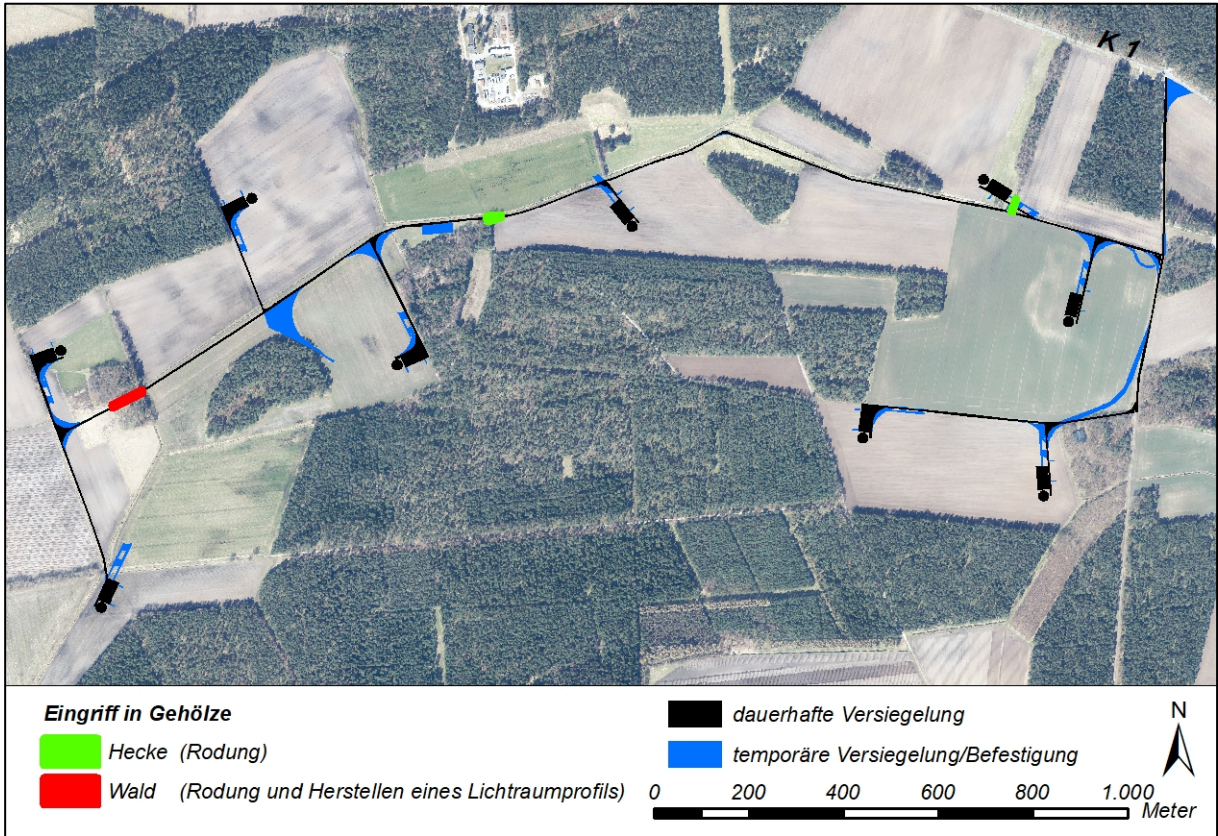 K 1
Eingriff in Gehölze
Hecke (Rodung)
Wald (Rodung und Herstellen eines Lichtraumprofils)
dauerhafte Versiegelung
temporäre Versiegelung/Befestigung
N
0 200 400 600 800 1.000
Meter